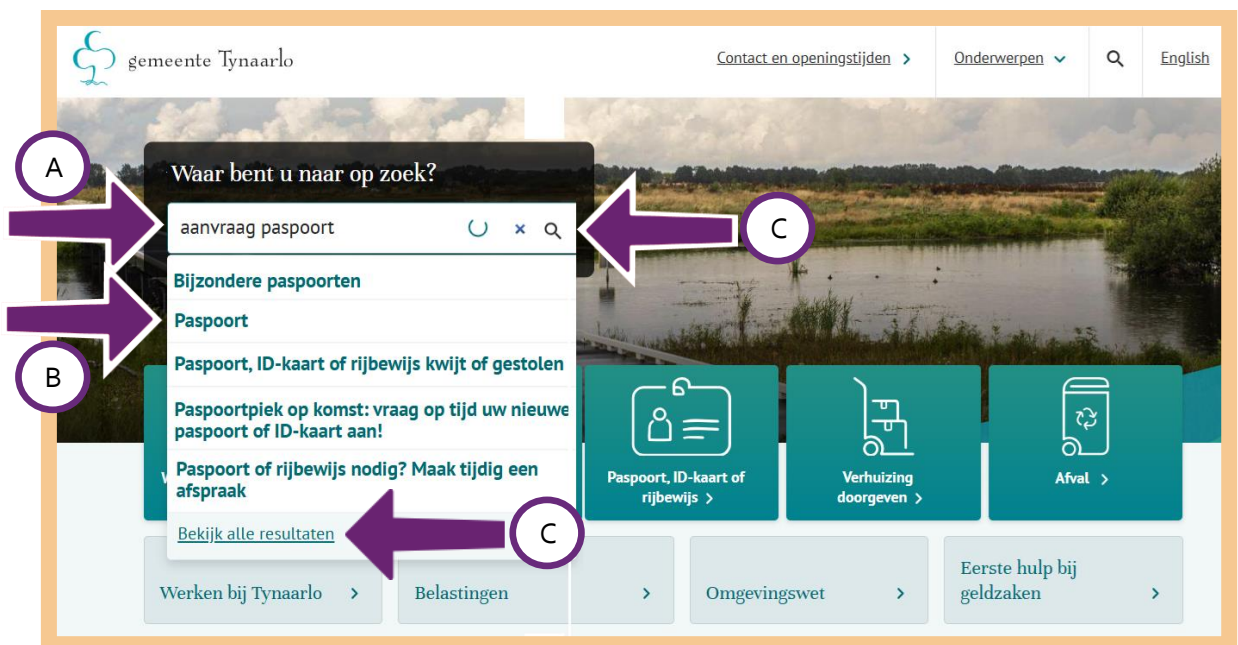 gemeente Tynaarlo
Contact en openingstijden
Onderwerpen
English
A
Waar bent u naar op zoek?
aanvraag paspoort
C
Bijzondere paspoorten
Paspoort
B
Paspoort, ID-kaart of rijbewijs kwijt of gestolen
Paspoortpiek op komst: vraag op tijd uw nieuwe
paspoort of ID-kaart aan!
Paspoort of rijbewijs nodig? Maak tijdig een
afspraak
Bekijk alle resultaten
C
Paspoort, ID-kaart of
rijbewijs
Verhuizing
doorgeven
Afval
Werken bij Tynaarlo
Belastingen
Omgevingswet
Eerste hulp bij
geldzaken